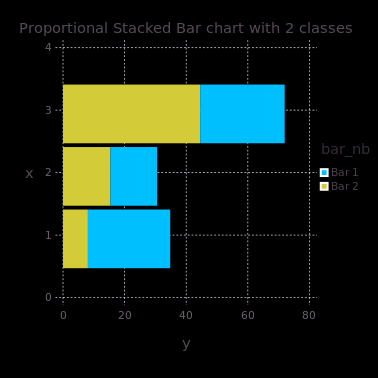 Proportional Stacked Bar chart with 2 classes
4
3
2
1
0
x
0 20 40 60 80
y
bar_nb
Bar 1
Bar 2